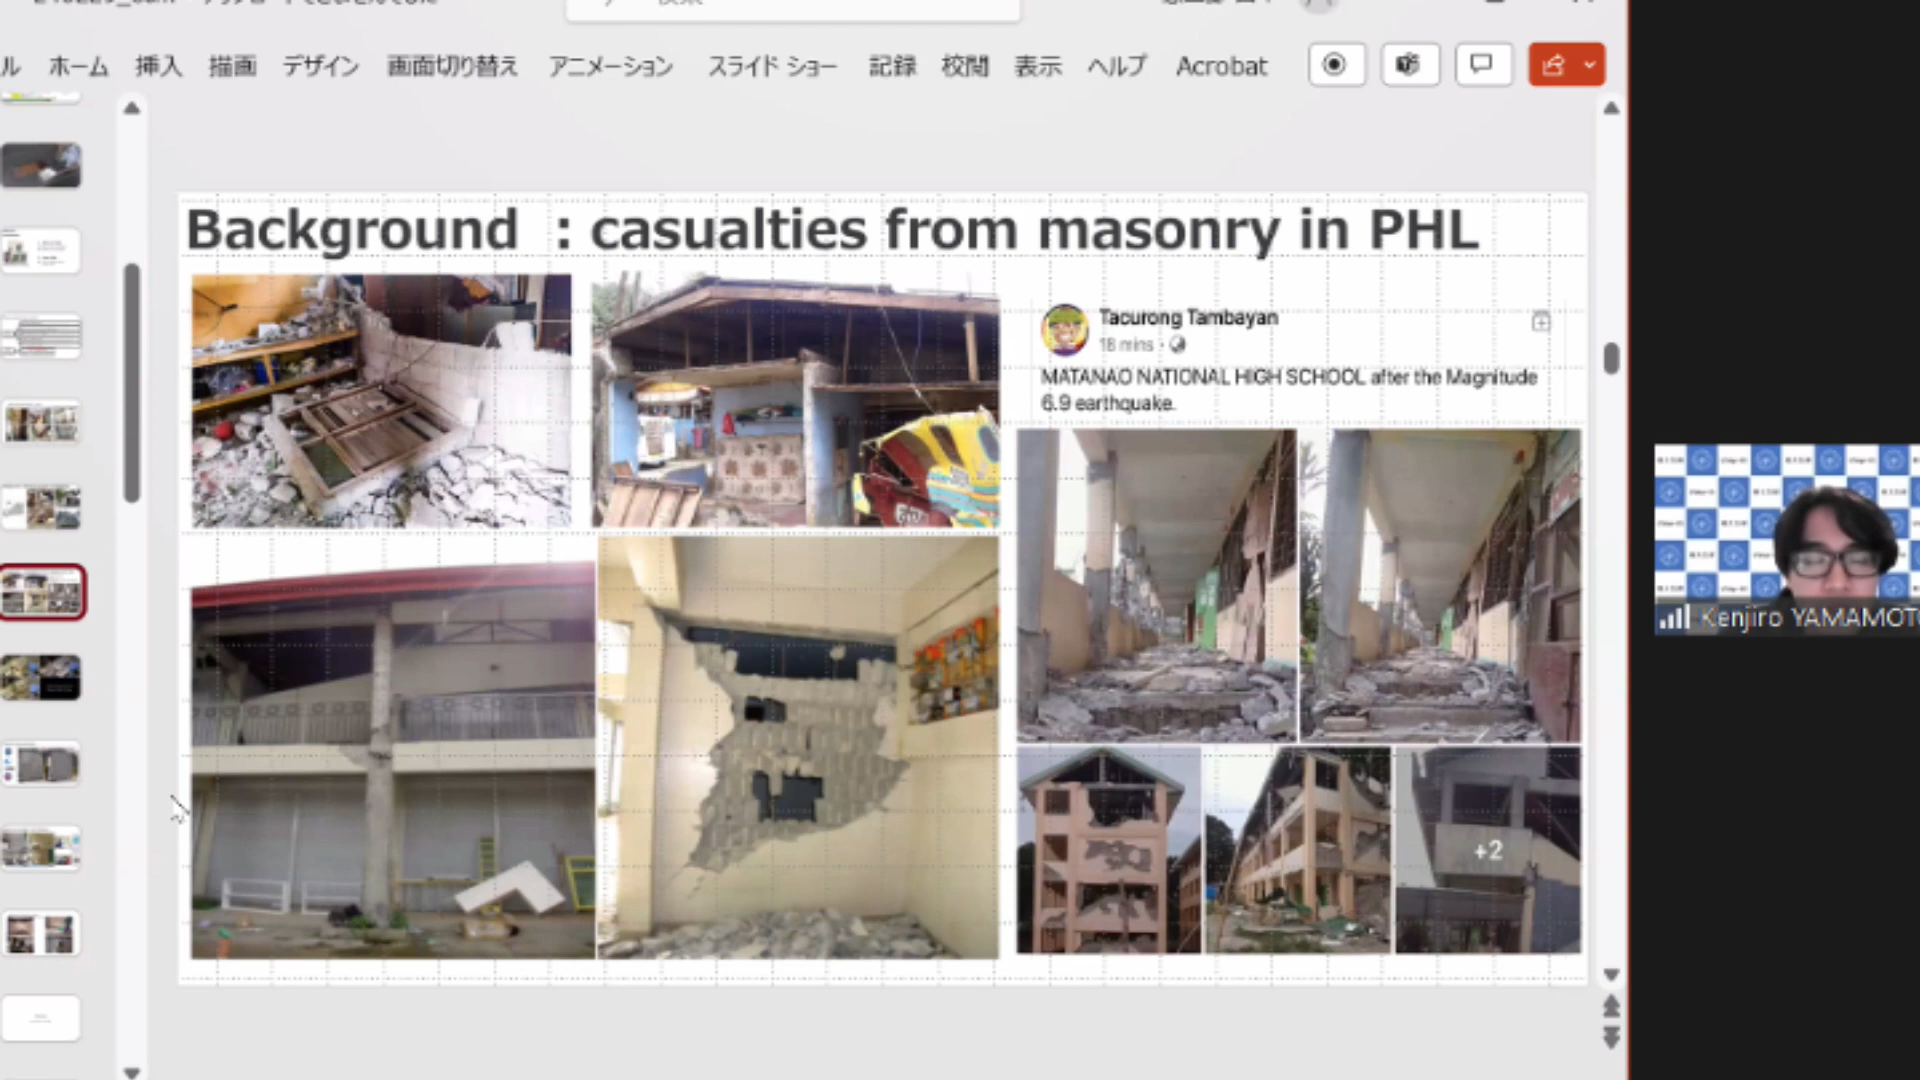 ル ホーム 挿入 描画 デザイン 画面切り替え アニメーション スライド ショー 記録 校閲 表示 ヘルプ Acrobat
Background : casualties from masonry in PHL
Tacurong Tambayan
18 mins ·
MATANAO NATIONAL HIGH SCHOOL after the Magnitude
6.9 earthquake.
+2
Kenjiro YAMAMOT